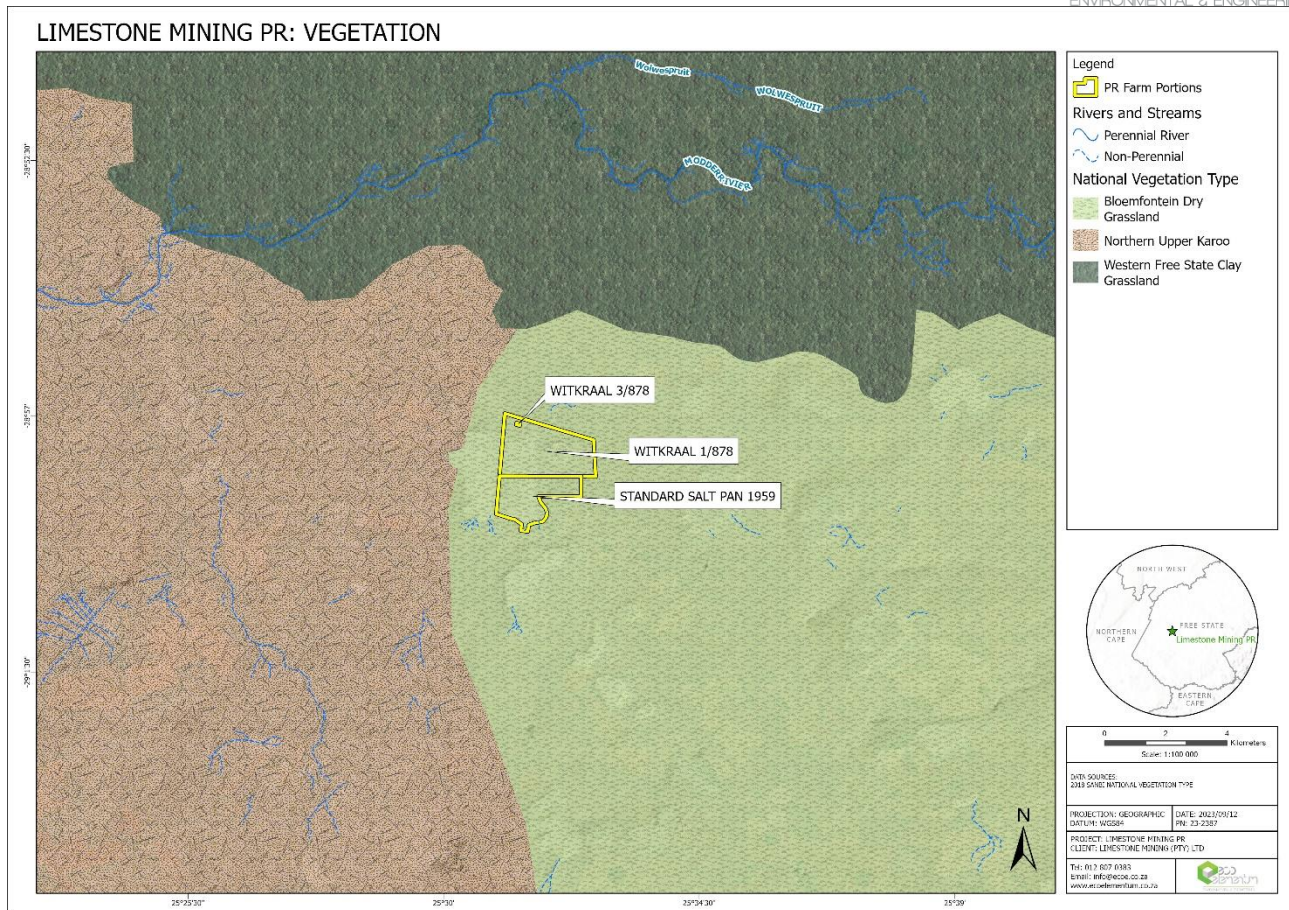 ENVIRONMENTAL & ENGINEERI
LIMESTONE MINING PR: VEGETATION
Wolwespruit
WOLWESPRUIT
MODDERRIVIER
WITKRAAL 3/878
WITKRAAL 1/878
STANDARD SALT PAN 1959
-28°52'30"
-28°57'
-29°1'30"
25°25'30"
25°30'
25°34'30"
25°39'
N
Legend
PR Farm Portions
Rivers and Streams
Perennial River
Non-Perennial
National Vegetation Type
Bloemfontein Dry
Grassland
Northern Upper Karoo
Western Free State Clay
Grassland
NORTH WEST
NORTHERN
CAPE
FREE STATE
Limestone Mining PR
EASTERN
CAPE
0 2 4
Kilometers
Scale: 1:100 000
DATA SOURCES:
2018 SANBI NATIONAL VEGETATION TYPE
PROJECTION: GEOGRAPHIC
DATUM: WGS84
DATE: 2023/09/12
PN: 23-2387
PROJECT: LIMESTONE MINING PR
CLIENT: LIMESTONE MINING (PTY) LTD
Tel: 012 807 0383
Email: info@ecoe.co.za
www.ecoelementum.co.za
eco
elementum